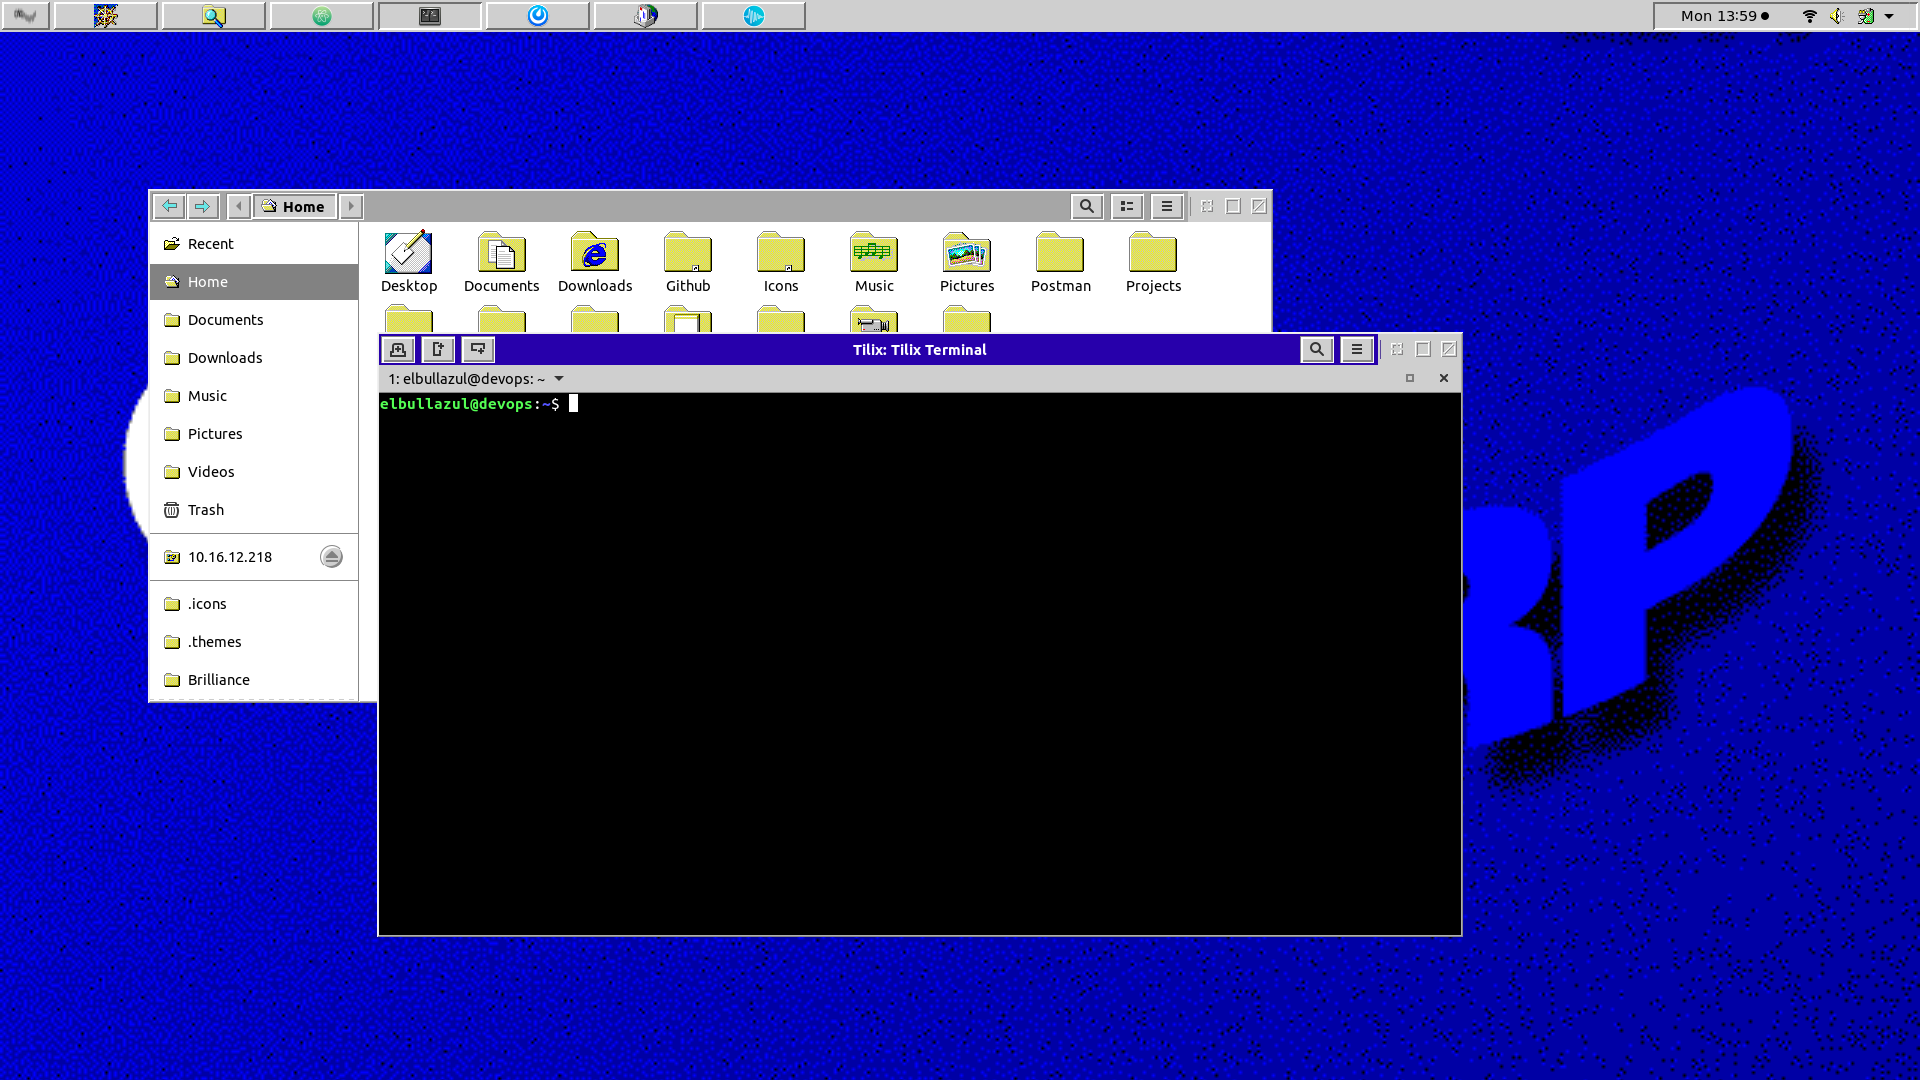 Mon 13:59
Home
Recent
Home
Documents
Downloads
Music
Pictures
Videos
Trash
10.16.12.218
.icons
.themes
Brilliance
Desktop Documents Downloads Github Icons Music Pictures Postman Projects
Tilix: Tilix Terminal
1: elbullazul@devops: ~
elbullazul@devops:~$
RP